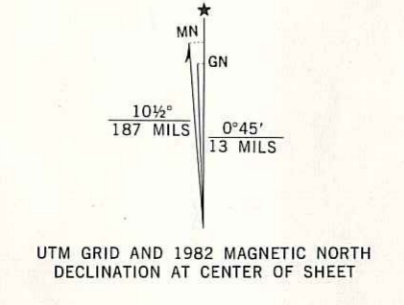 MN
GN
10½°
187 MILS
0°45′
13 MILS
UTM GRID AND 1982 MAGNETIC NORTH
DECLINATION AT CENTER OF SHEET